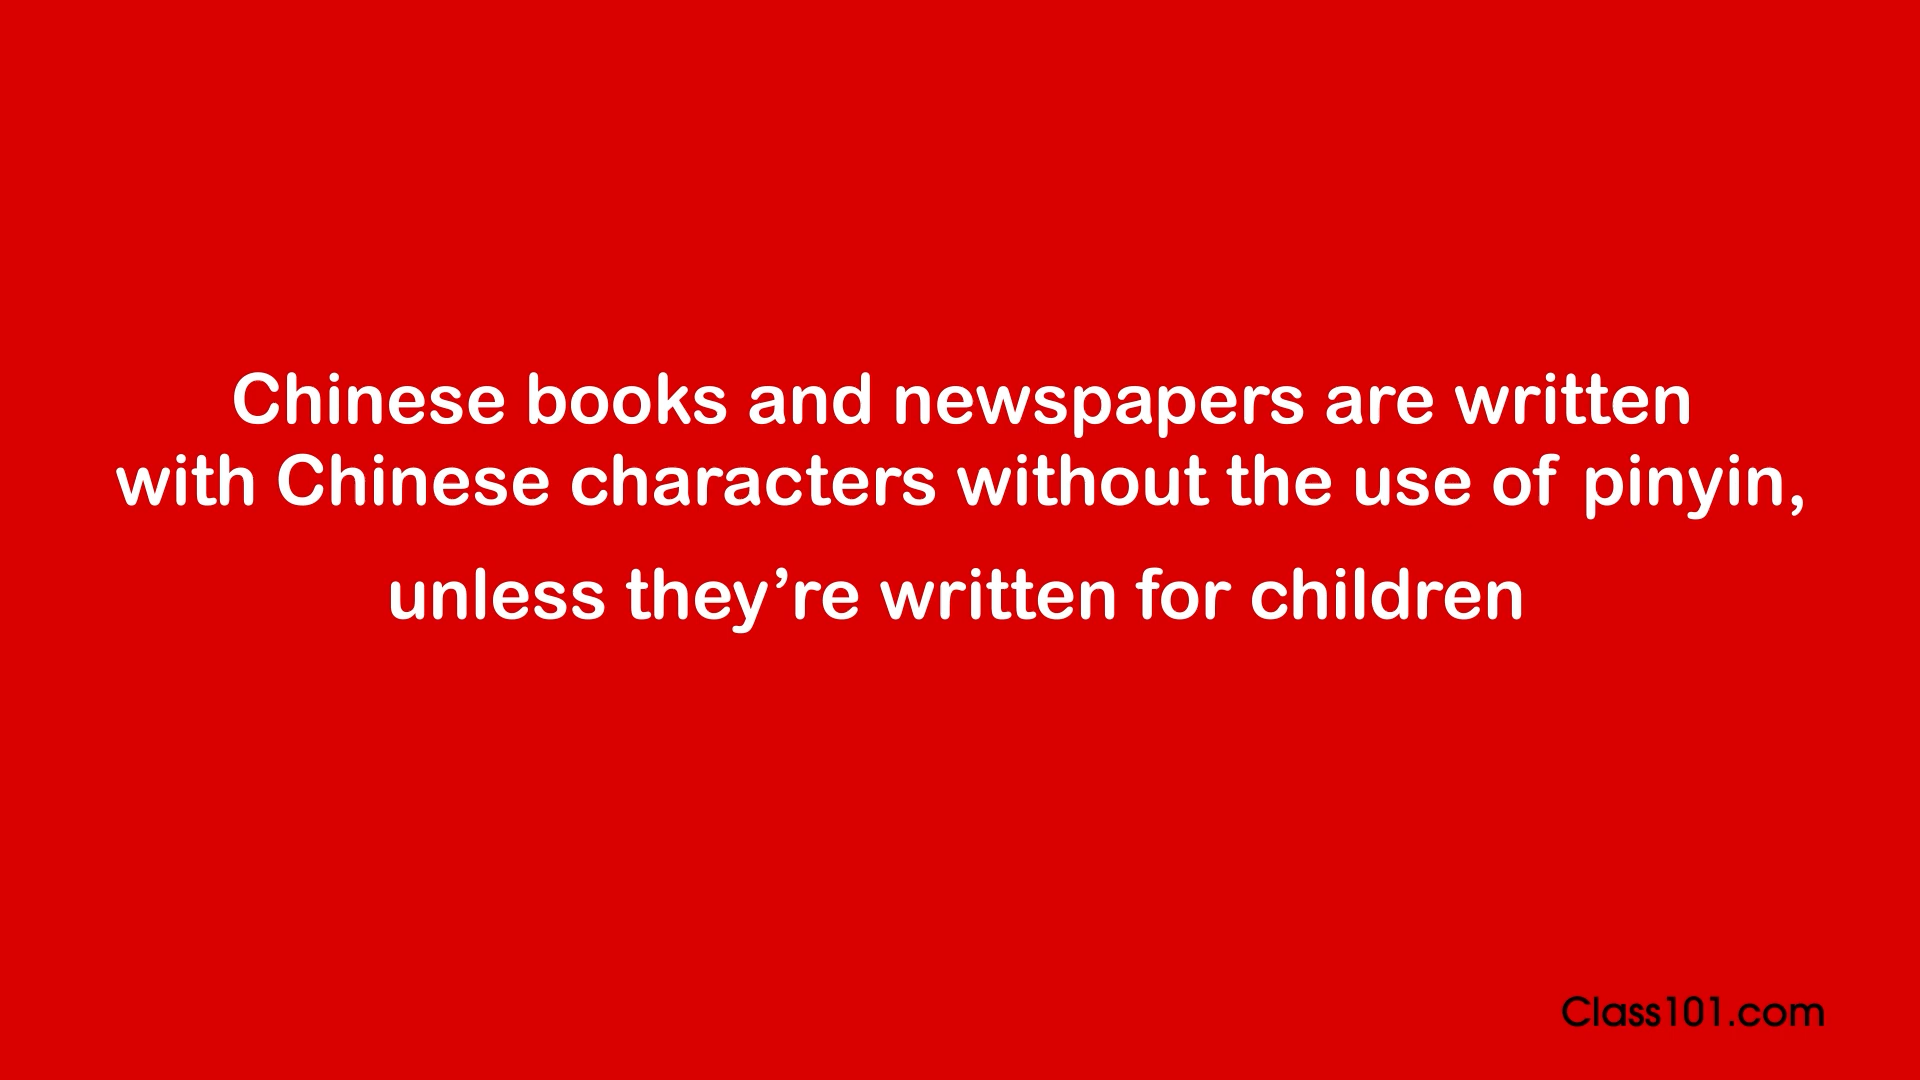 Chinese books and newspapers are written
with Chinese characters without the use of pinyin,
unless they’re written for children
Class101.com